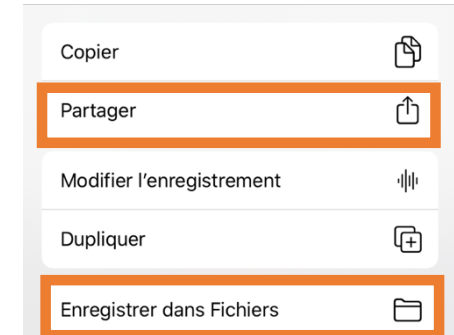 Copier
Partager
Modifier l’enregistrement
Dupliquer
Enregistrer dans Fichiers